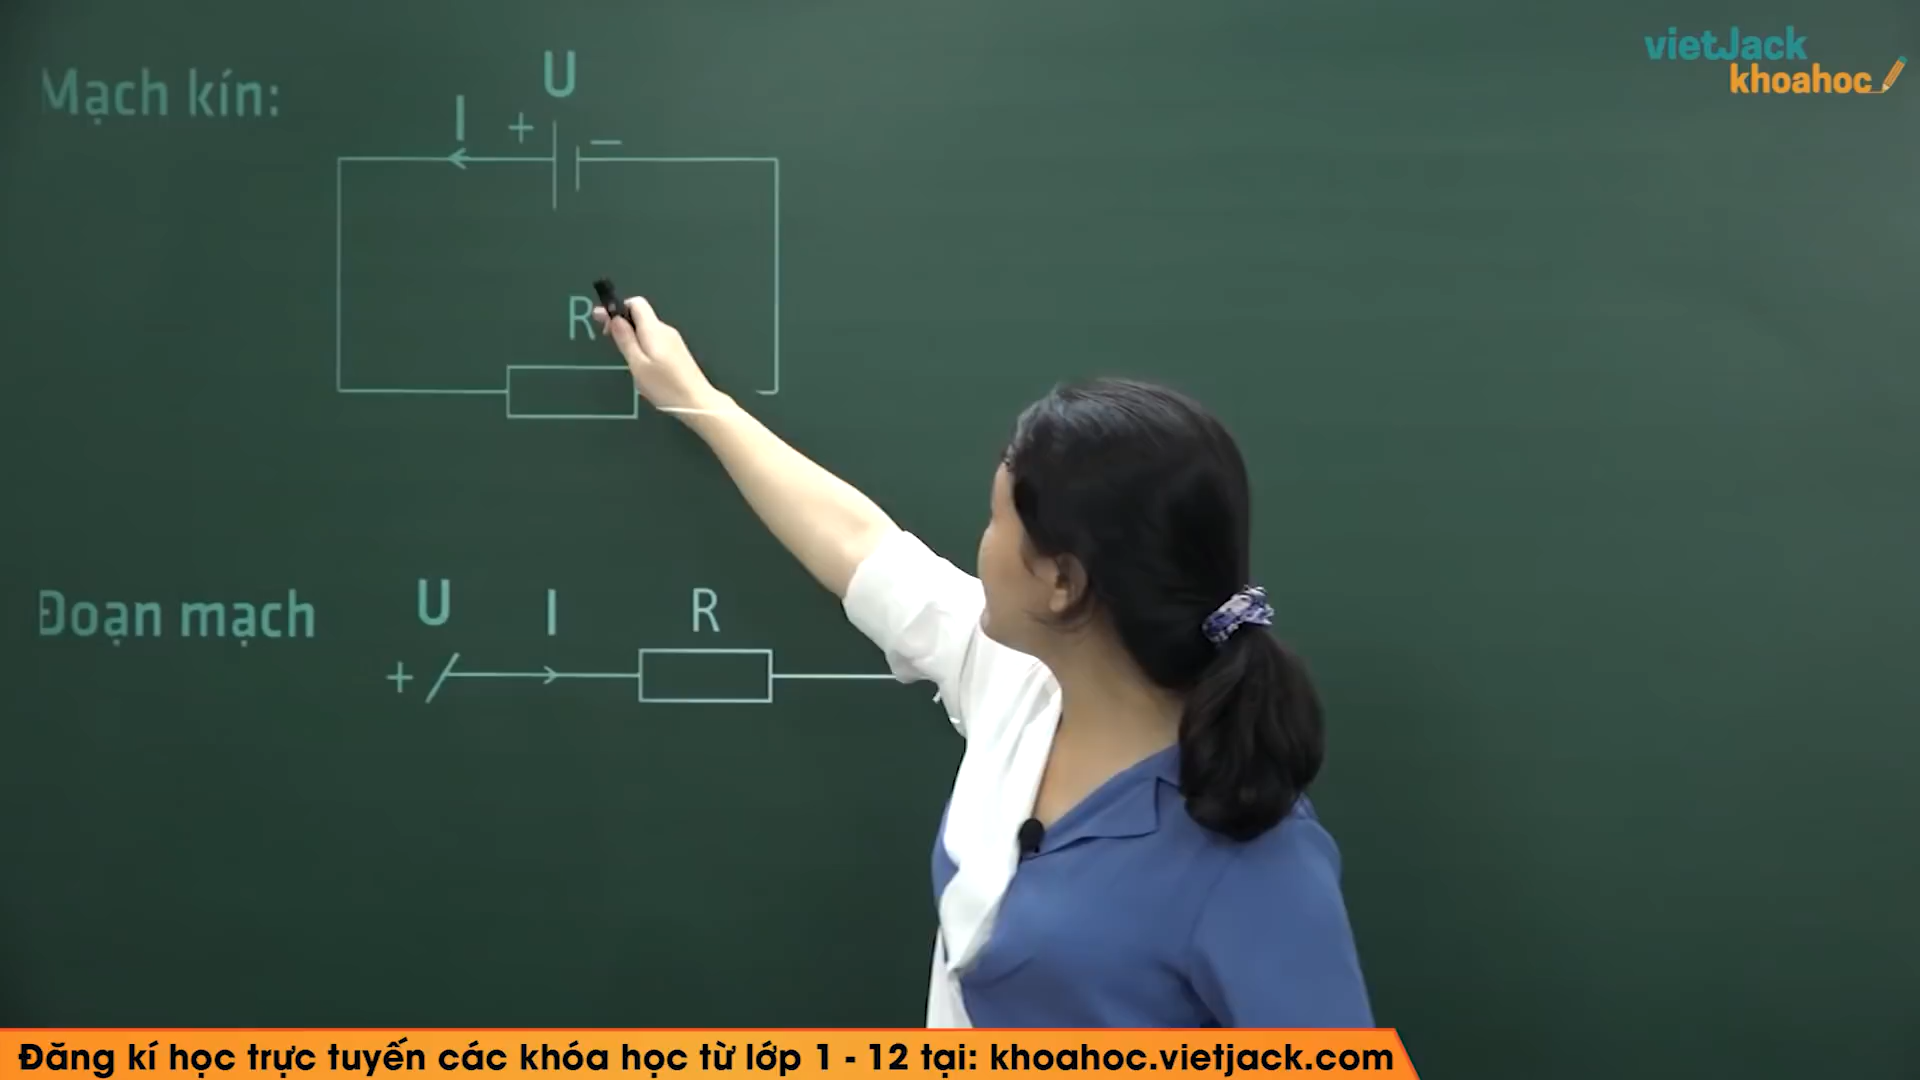 vietJack
khoahoc
Mạch kín:
U
I + −
R
Đoạn mạch
U I R
+
Đăng kí học trực tuyến các khóa học từ lớp 1 - 12 tại: khoahoc.vietjack.com